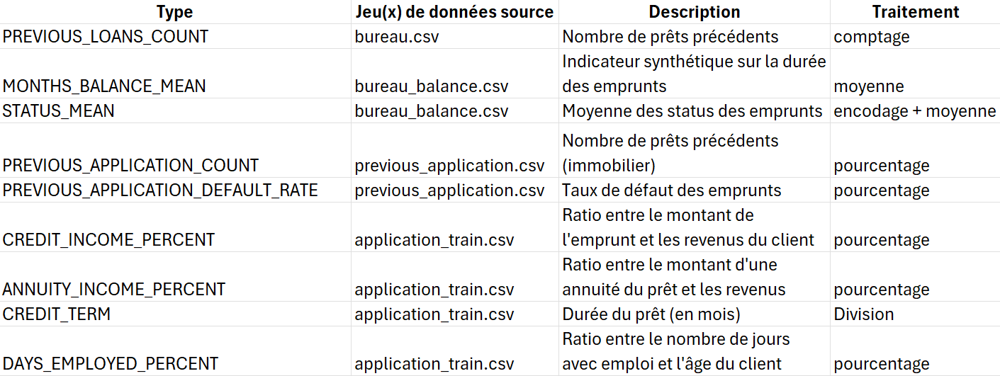 Type Jeu(x) de données source Description Traitement
PREVIOUS_LOANS_COUNT bureau.csv Nombre de prêts précédents comptage
Indicateur synthétique sur la durée
MONTHS_BALANCE_MEAN bureau_balance.csv des emprunts moyenne
STATUS_MEAN bureau_balance.csv Moyenne des status des emprunts encodage + moyenne
Nombre de prêts précédents
PREVIOUS_APPLICATION_COUNT previous_application.csv (immobilier) pourcentage
PREVIOUS_APPLICATION_DEFAULT_RATE previous_application.csv Taux de défaut des emprunts pourcentage
Ratio entre le montant de
CREDIT_INCOME_PERCENT application_train.csv l'emprunt et les revenus du client pourcentage
Ratio entre le montant d'une
ANNUITY_INCOME_PERCENT application_train.csv annuité du prêt et les revenus pourcentage
CREDIT_TERM application_train.csv Durée du prêt (en mois) Division
Ratio entre le nombre de jours
DAYS_EMPLOYED_PERCENT application_train.csv avec emploi et l'âge du client pourcentage